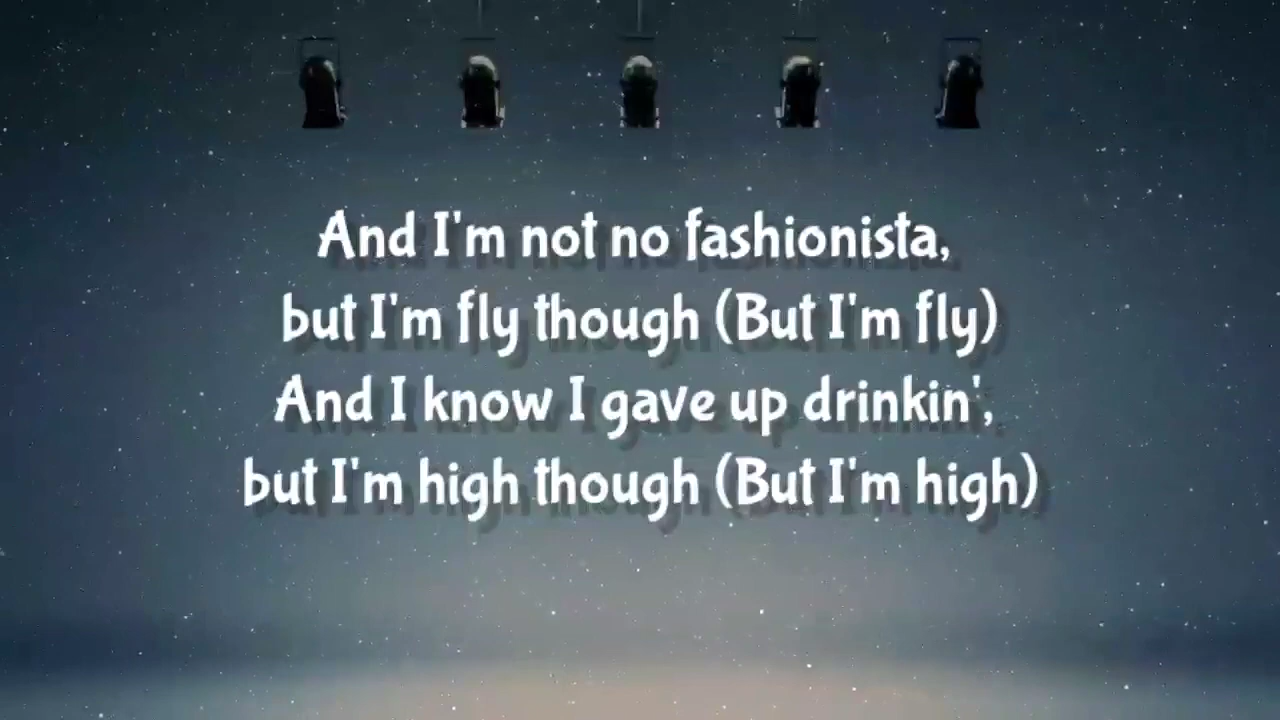 And I'm not no fashionista,
but I'm fly though (But I'm fly)
And I know I gave up drinkin',
but I'm high though (But I'm high)